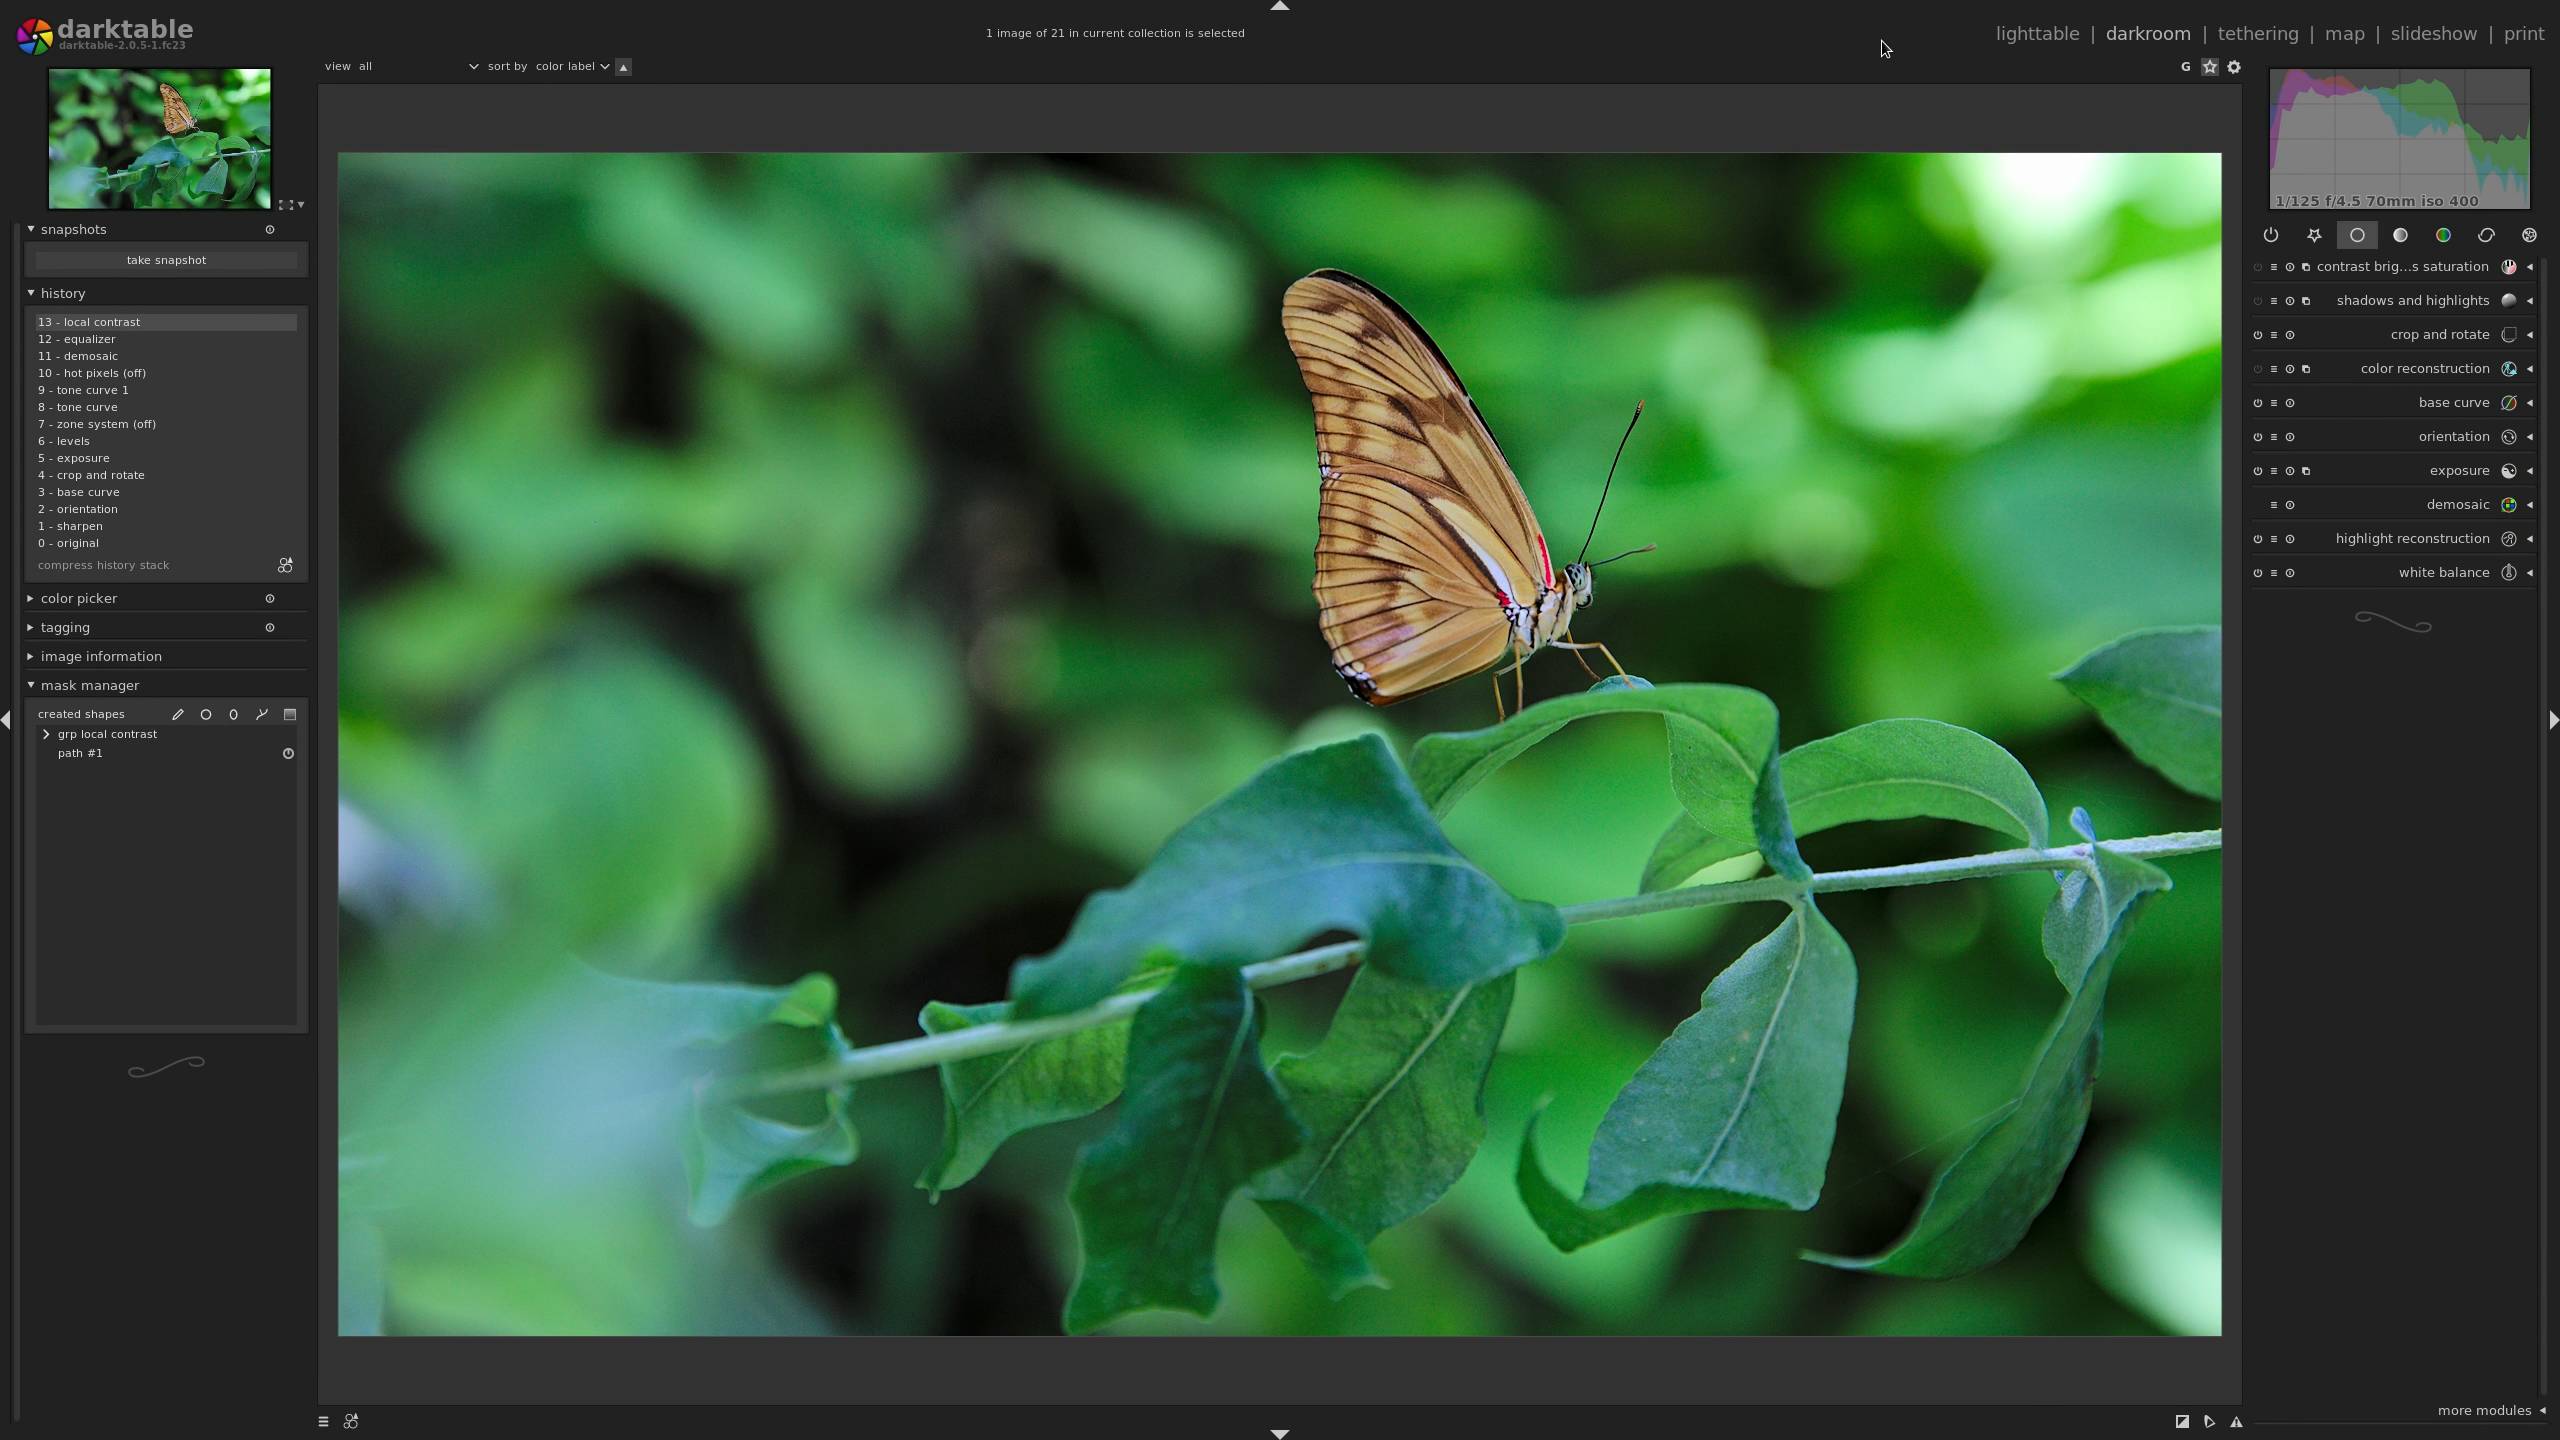 darktable
darktable-2.0.5-1.fc23
1 image of 21 in current collection is selected
lighttable | darkroom | tethering | map | slideshow | print
view all sort by color label
G
1/125 f/4.5 70mm iso 400
snapshots
take snapshot
history
13 - local contrast
12 - equalizer
11 - demosaic
10 - hot pixels (off)
9 - tone curve 1
8 - tone curve
7 - zone system (off)
6 - levels
5 - exposure
4 - crop and rotate
3 - base curve
2 - orientation
1 - sharpen
0 - original
compress history stack
color picker
tagging
image information
mask manager
created shapes
grp local contrast
path #1
contrast brig...s saturation
shadows and highlights
crop and rotate
color reconstruction
base curve
orientation
exposure
demosaic
highlight reconstruction
white balance
more modules